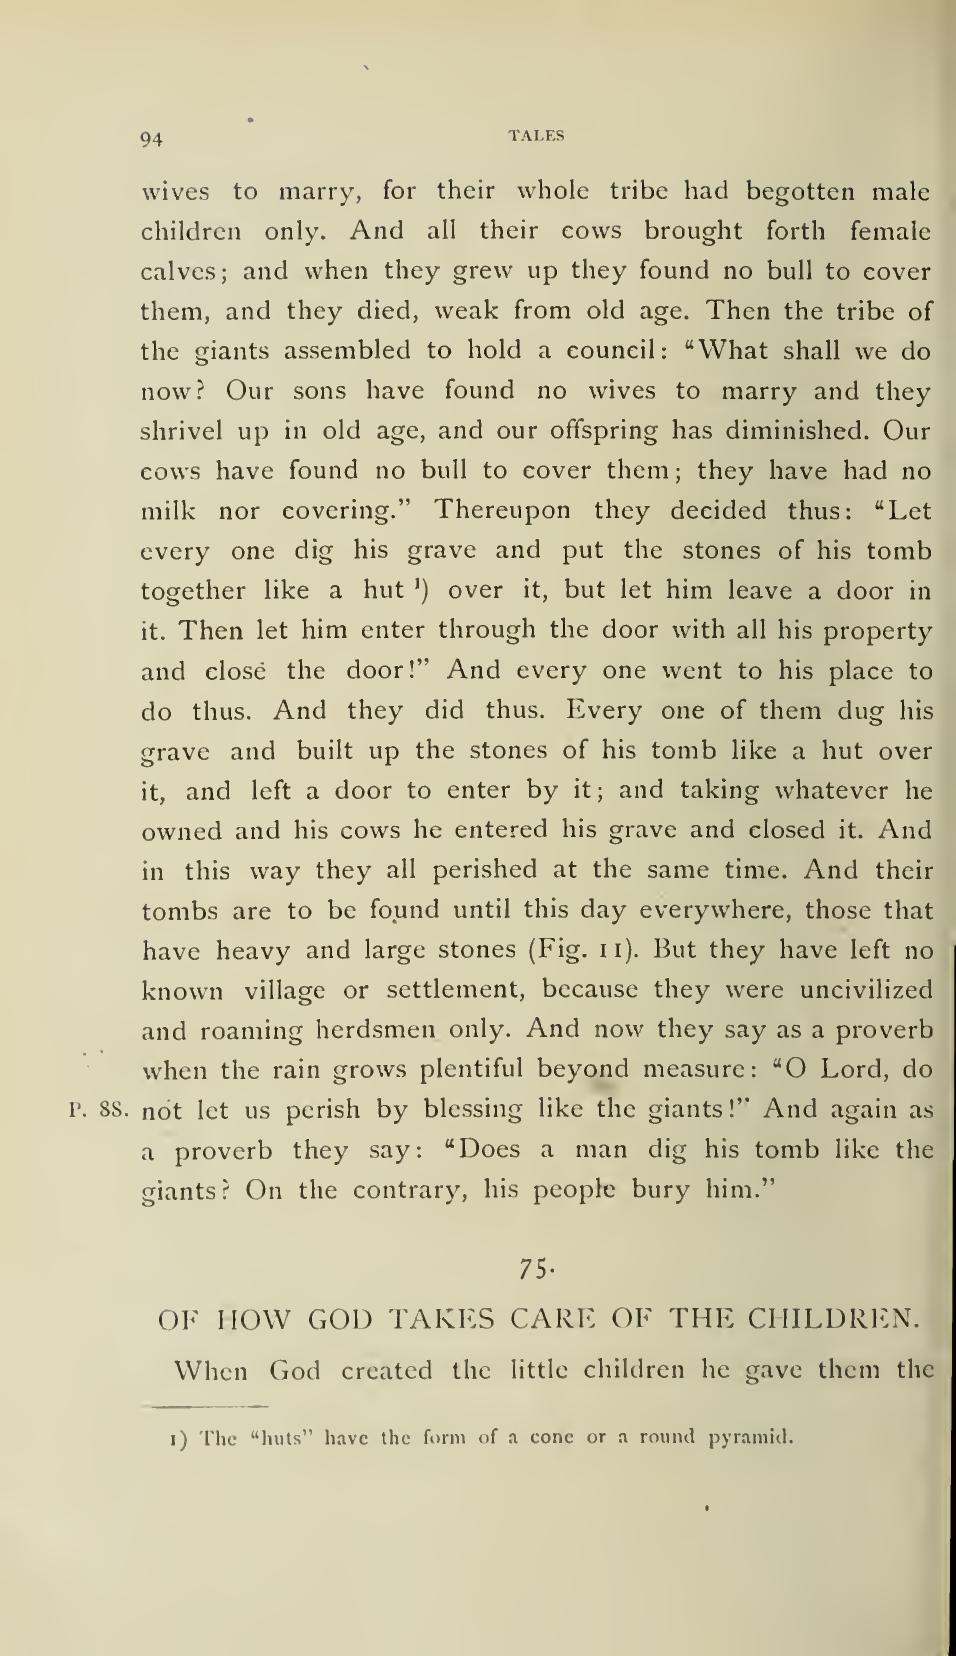 94 TALES
wives to marry, for their whole tribe had begotten male
children only. And all their cows brought forth female
calves; and when they grew up they found no bull to cover
them, and they died, weak from old age. Then the tribe of
the giants assembled to hold a council: "What shall we do
now? Our sons have found no wives to marry and they
shrivel up in old age, and our offspring has diminished. Our
cows have found no bull to cover them; they have had no
milk nor covering." Thereupon they decided thus: "Let
every one dig his grave and put the stones of his tomb
together like a hut ¹) over it, but let him leave a door in
it. Then let him enter through the door with all his property
and close the door!" And every one went to his place to
do thus. And they did thus. Every one of them dug his
grave and built up the stones of his tomb like a hut over
it, and left a door to enter by it; and taking whatever he
owned and his cows he entered his grave and closed it. And
in this way they all perished at the same time. And their
tombs are to be found until this day everywhere, those that
have heavy and large stones (Fig. 11). But they have left no
known village or settlement, because they were uncivilized
and roaming herdsmen only. And now they say as a proverb
when the rain grows plentiful beyond measure: "O Lord, do
P. 88. not let us perish by blessing like the giants!" And again as
a proverb they say: "Does a man dig his tomb like the
giants? On the contrary, his people bury him."
75.
OF HOW GOD TAKES CARE OF THE CHILDREN.
When God created the little children he gave them the
1) The "huts" have the form of a cone or a round pyramid.